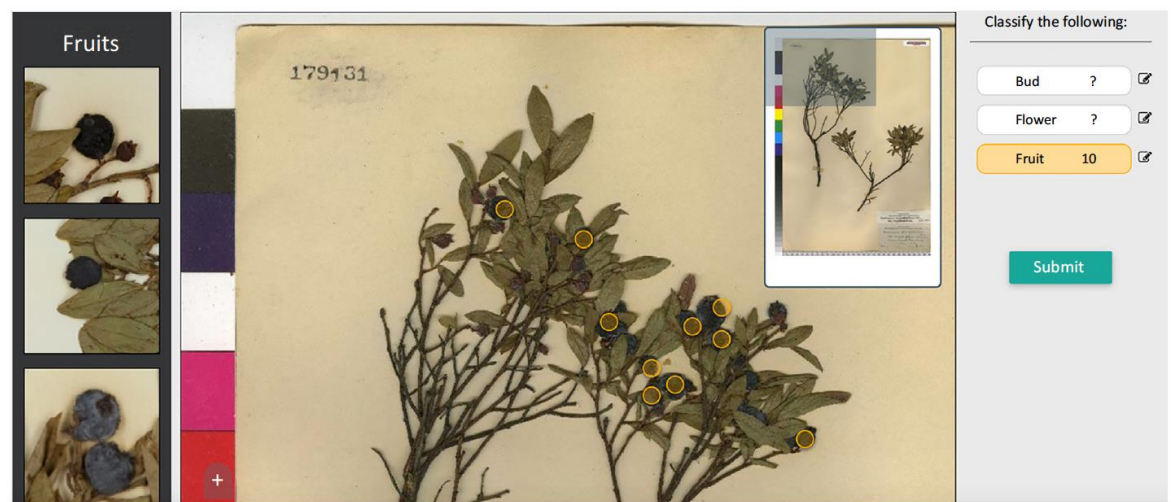 Fruits
179131
Classify the following:
Bud ?
Flower ?
Fruit 10
Submit
+